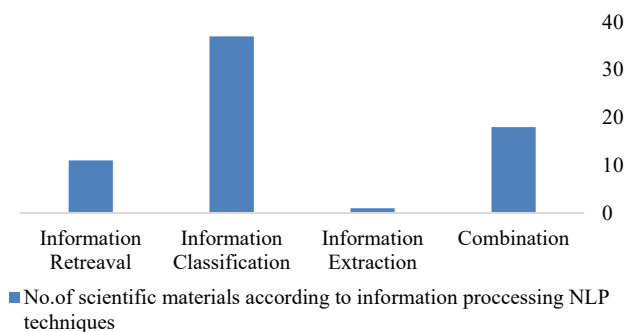 40
30
20
10
0
Information Retreaval
Information Classification
Information Extraction
Combination
No.of scientific materials according to information proccessing NLP
techniques